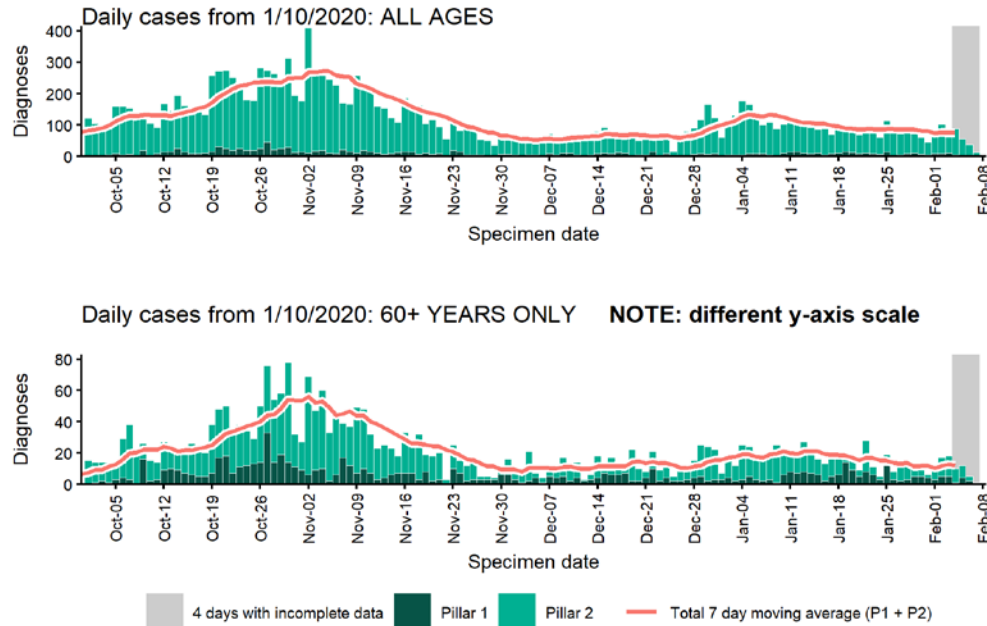 Daily cases from 1/10/2020: ALL AGES
400
300
200
100
0
Diagnoses
Oct-05
Oct-12
Oct-19
Oct-26
Nov-02
Nov-09
Nov-16
Nov-23
Nov-30
Dec-07
Dec-14
Dec-21
Dec-28
Jan-04
Jan-11
Jan-18
Jan-25
Feb-01
Feb-08
Specimen date
Daily cases from 1/10/2020: 60+ YEARS ONLY NOTE: different y-axis scale
80
60
40
20
0
Diagnoses
Oct-05
Oct-12
Oct-19
Oct-26
Nov-02
Nov-09
Nov-16
Nov-23
Nov-30
Dec-07
Dec-14
Dec-21
Dec-28
Jan-04
Jan-11
Jan-18
Jan-25
Feb-01
Feb-08
Specimen date
4 days with incomplete data Pillar 1 Pillar 2 Total 7 day moving average (P1 + P2)